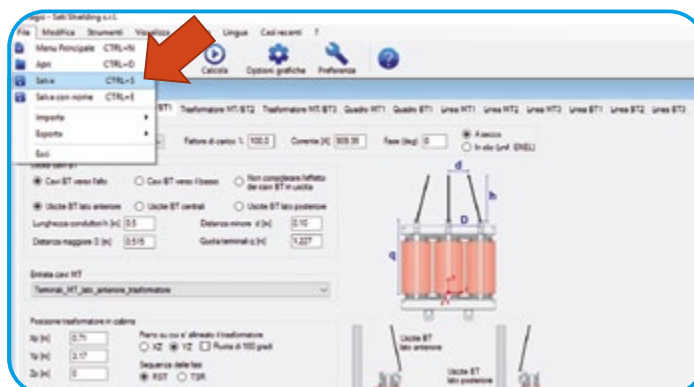 Magic - Sati Shielding s.r.l.
File Modifica Strumenti Visualizza Lingua Casi recenti ?
Menu Principale CTRL+N
Apri CTRL+O
Salva CTRL+S
Salva con nome CTRL+E
Importa
Esporta
Esci
Calcola Opzioni grafiche Preferenze
BT1 Trasformatore MT/BT2 Trasformatore MT/BT3 Quadro MT1 Quadro BT1 Linea MT1 Linea MT2 Linea MT3 Linea BT1 Linea BT2 Linea BT3
Fattore di carico % 100,0 Corrente [A] 909.35 Fase (deg) 0
A secco
In olio (unif. ENEL)
Uscita cavi BT
Cavi BT verso l'alto Cavi BT verso il basso Non considerare l'effetto dei cavi BT in uscita
Uscite BT lato anteriore Uscite BT centrali Uscite BT lato posteriore
Lunghezza conduttori h [m] 0.5 Distanza minore d [m] 0.10
Distanza maggiore D [m] 0.515 Quota terminali q [m] 1.227
d
h
D
q
Entrata cavi MT
Terminali_MT_lato_anteriore_trasformatore
Posizione trasformatore in cabina
Xp [m] 0.71
Yp [m] 3.17
Zp [m] 0
Piano su cui e' allineato il trasformatore
XZ YZ Ruota di 180 gradi
Sequenza delle fasi
RST TSR
Uscite BT
lato anteriore
Uscite BT
lato posteriore